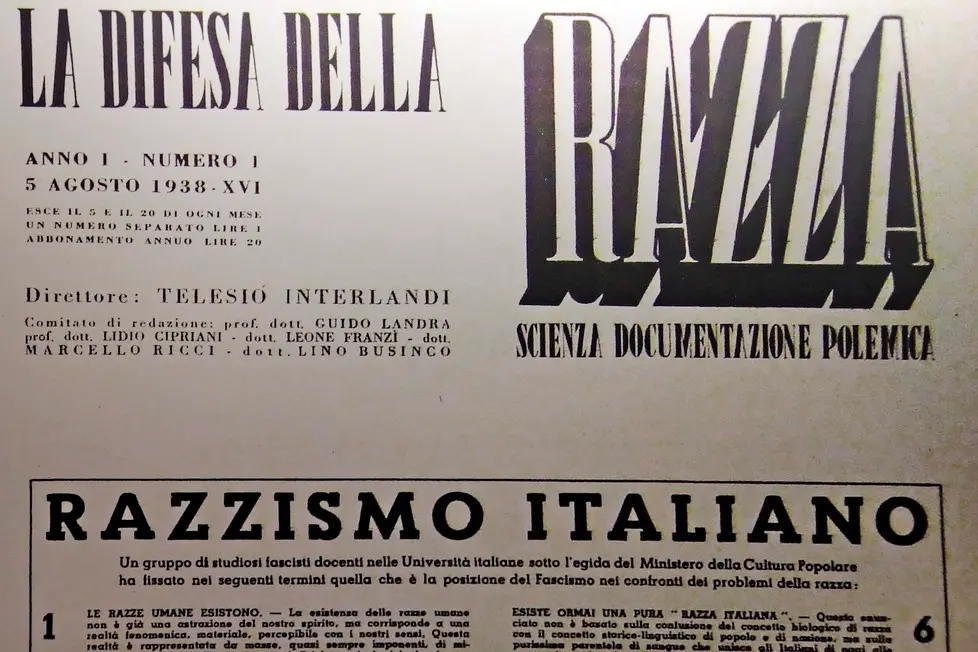 LA DIFESA DELLA
RAZZA
ANNO I - NUMERO 1
5 AGOSTO 1938 - XVI
ESCE IL 5 E IL 20 DI OGNI MESE
UN NUMERO SEPARATO LIRE 1
ABBONAMENTO ANNUO LIRE 20
Direttore: TELESIO INTERLANDI
Comitato di redazione: prof. dott. GUIDO LANDRA
prof. dott. LIDIO CIPRIANI - dott. LEONE FRANZÌ - dott.
MARCELLO RICCI - dott. LINO BUSINCO
SCIENZA DOCUMENTAZIONE POLEMICA
RAZZISMO ITALIANO
Un gruppo di studiosi fascisti docenti nelle Università italiane sotto l'egida del Ministero della Cultura Popolare
ha fissato nei seguenti termini quella che è la posizione del Fascismo nei confronti dei problemi della razza:
1
LE RAZZE UMANE ESISTONO. — La esistenza delle razze umane
non è già una astrazione del nostro spirito, ma corrisponde a una
realtà fenomenica, materiale, percepibile con i nostri sensi. Questa
realtà è rappresentata da masse, quasi sempre imponenti, di mi-
ESISTE ORMAI UNA PURA "RAZZA ITALIANA". — Questo enun-
ciato non è basato sulla confusione del concetto biologico di razza
con il concetto storico-linguistico di popolo e di nazione, ma sulla
purissima parentela di sangue che unisce gli Italiani di oggi alle
6